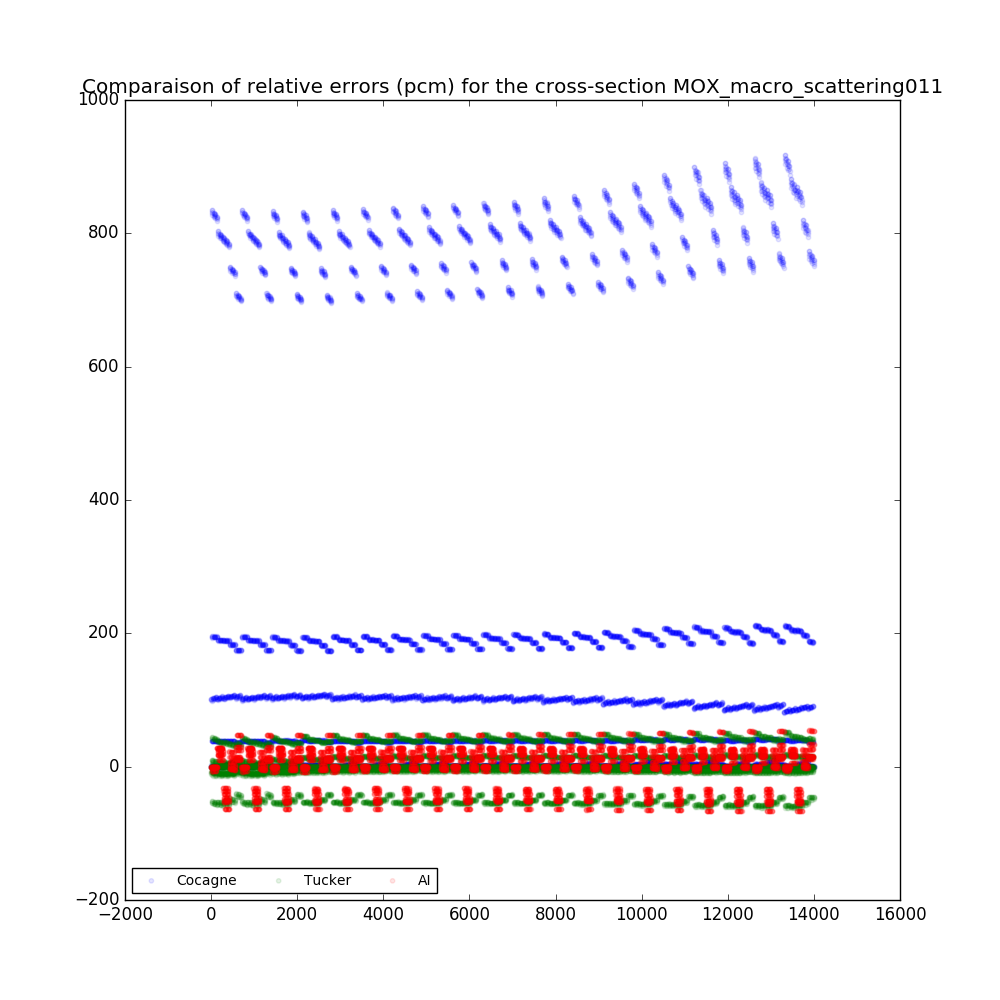 Comparaison of relative errors (pcm) for the cross-section MOX_macro_scattering011
1000
800
600
400
200
0
−200
−2000 0 2000 4000 6000 8000 10000 12000 14000 16000
Cocagne Tucker AI